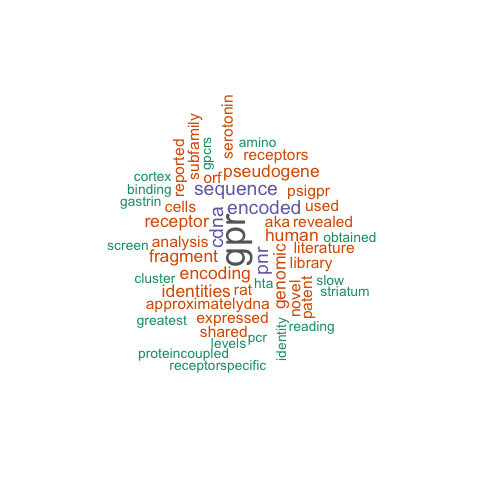 serotonin
subfamily
gpcrs
amino
reported
receptors
orf
pseudogene
cortex
binding
sequence
psigpr
gastrin
cells
encoded
used
receptor
cdna
gpr
aka
revealed
human
obtained
screen
analysis
literature
fragment
pnr
genomic
library
encoding
cluster
hta
slow
identities
rat
novel
patent
striatum
approximatelydna
greatest
expressed
reading
shared
pcr
identity
levels
proteincoupled
receptorspecific